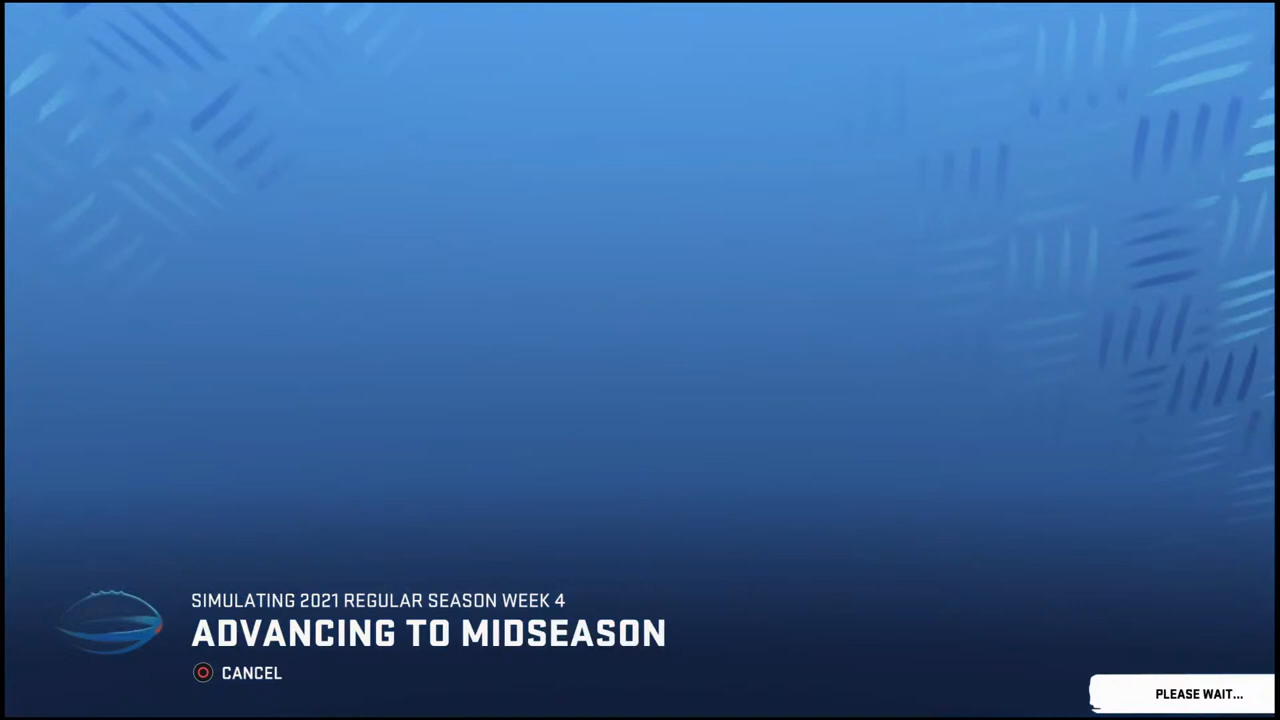 SIMULATING 2021 REGULAR SEASON WEEK 4
ADVANCING TO MIDSEASON
CANCEL
PLEASE WAIT...